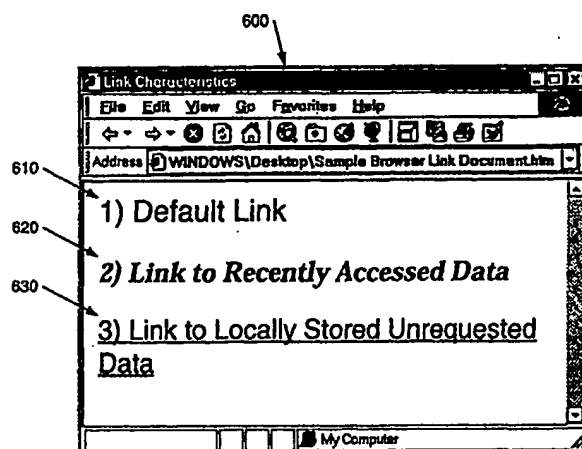 600
Link Characteristics
File Edit View Go Favorites Help
Address WINDOWS\Desktop\Sample Browser Link Document.htm
610
1) Default Link
620
2) Link to Recently Accessed Data
630
3) Link to Locally Stored Unrequested
Data
My Computer